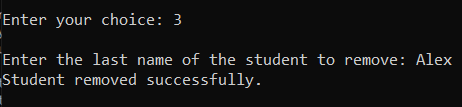 Enter your choice: 3
Enter the last name of the student to remove: Alex
Student removed successfully.